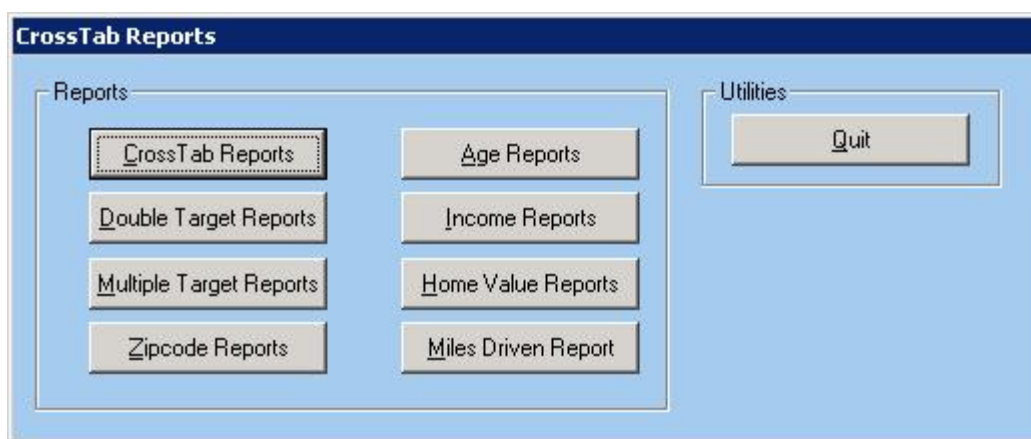 CrossTab Reports
Reports
Utilities
CrossTab Reports
Age Reports
Quit
Double Target Reports
Income Reports
Multiple Target Reports
Home Value Reports
Zipcode Reports
Miles Driven Report